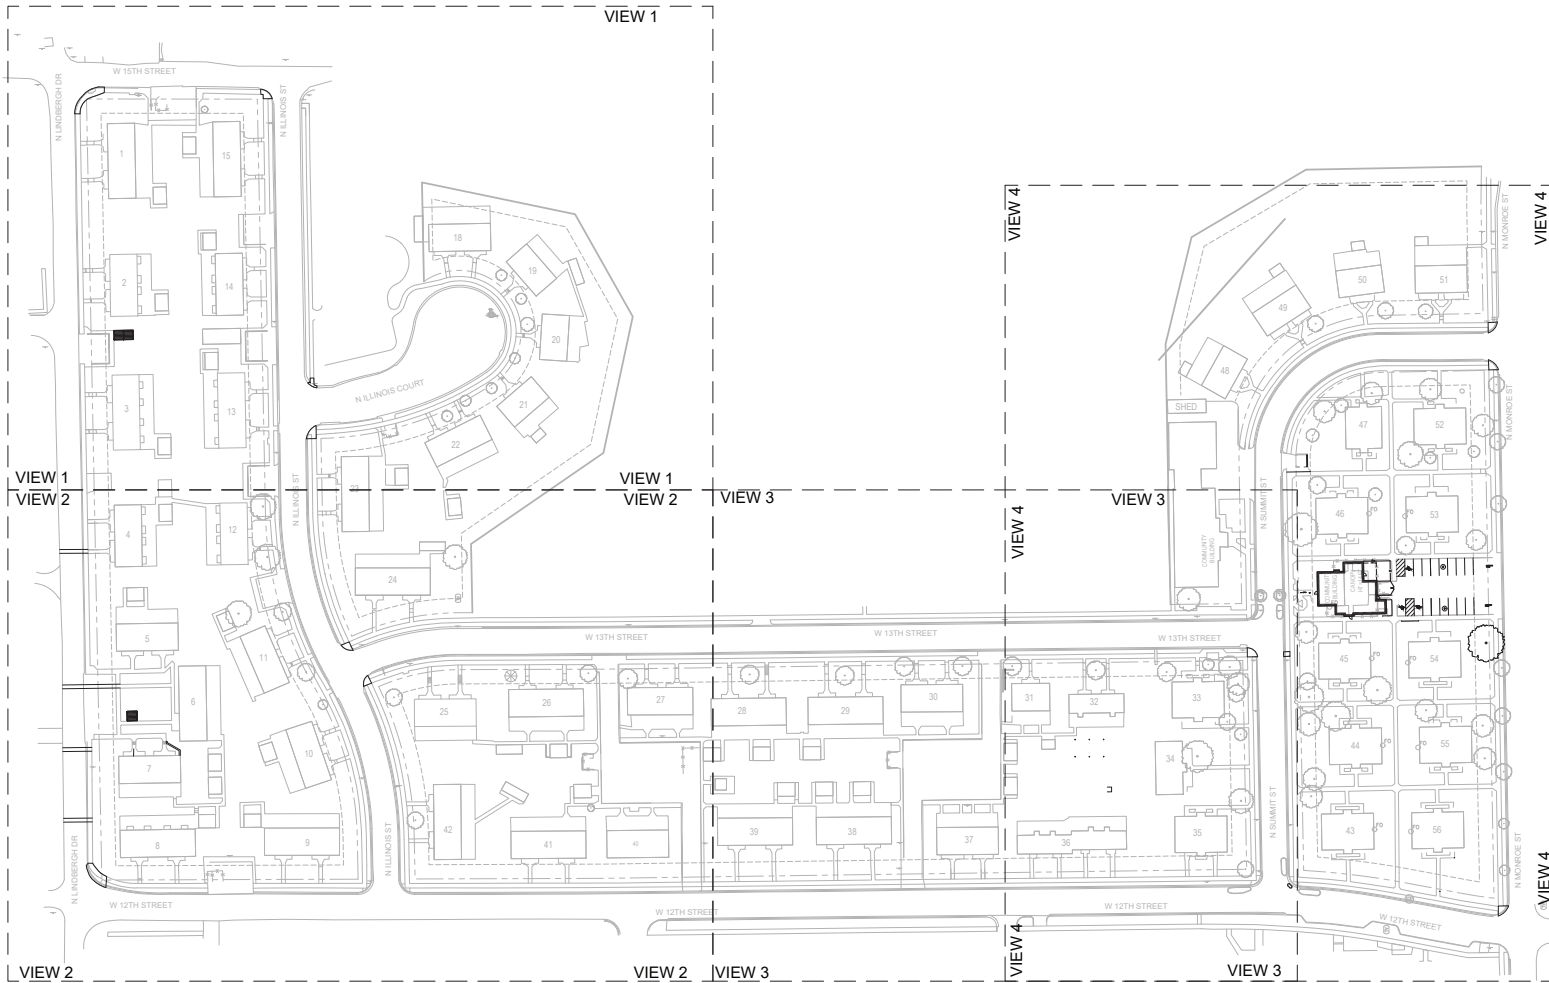 VIEW 1
W 15TH STREET
N LINDBERGH DR
N ILLINOIS ST
1
15
18
19
20
2
14
VIEW 4
VIEW 4
N MONROE ST
50
51
49
48
3
13
N ILLINOIS COURT
21
22
23
SHED
47
52
N MONROE ST
VIEW 1
VIEW 1
VIEW 2
VIEW 2
VIEW 3
VIEW 3
N ILLINOIS ST
4
12
24
VIEW 4
COMMUNITY
BUILDING
N SUMMIT ST
46
53
COMMUNITY
BUILDING
5
11
6
W 13TH STREET
W 13TH STREET
W 13TH STREET
45
54
25
26
27
28
29
30
31
32
33
7
10
34
44
55
8
9
42
41
40
39
38
37
36
35
43
56
N LINDBERGH DR
N ILLINOIS ST
N SUMMIT ST
N MONROE ST
W 12TH STREET
W 12TH STREET
W 12TH STREET
W 12TH STREET
VIEW 4
VIEW 4
VIEW 2
VIEW 2
VIEW 3
VIEW 3